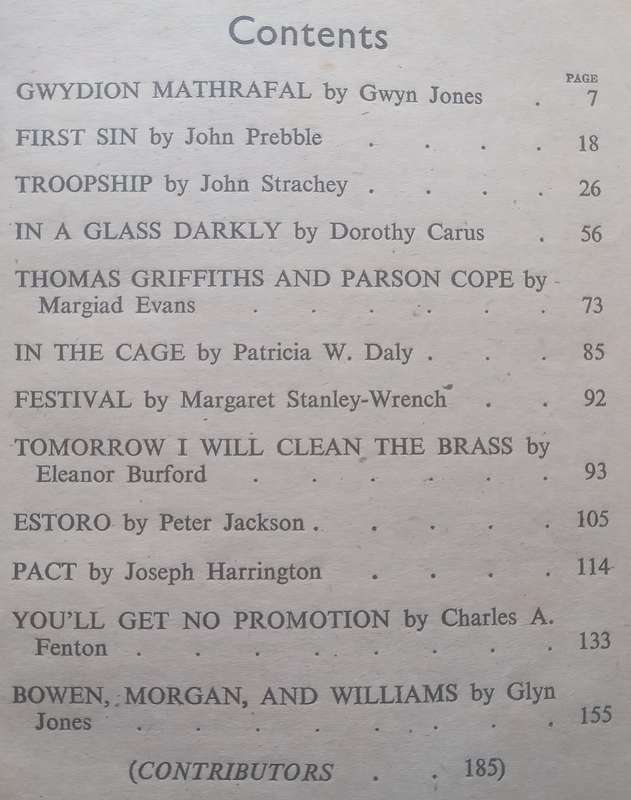 Contents
PAGE
GWYDION MATHRAFAL by Gwyn Jones . 7
FIRST SIN by John Prebble . . . . 18
TROOPSHIP by John Strachey . . . . 26
IN A GLASS DARKLY by Dorothy Carus . 56
THOMAS GRIFFITHS AND PARSON COPE by
Margiad Evans . . . . . . 73
IN THE CAGE by Patricia W. Daly . . . 85
FESTIVAL by Margaret Stanley-Wrench . . 92
TOMORROW I WILL CLEAN THE BRASS by
Eleanor Burford . . . . . . 93
ESTORO by Peter Jackson . . . . . 105
PACT by Joseph Harrington . . . . 114
YOU'LL GET NO PROMOTION by Charles A.
Fenton . . . . . . . . 133
BOWEN, MORGAN, AND WILLIAMS by Glyn
Jones . . . . . . . . 155
(CONTRIBUTORS . . 185)